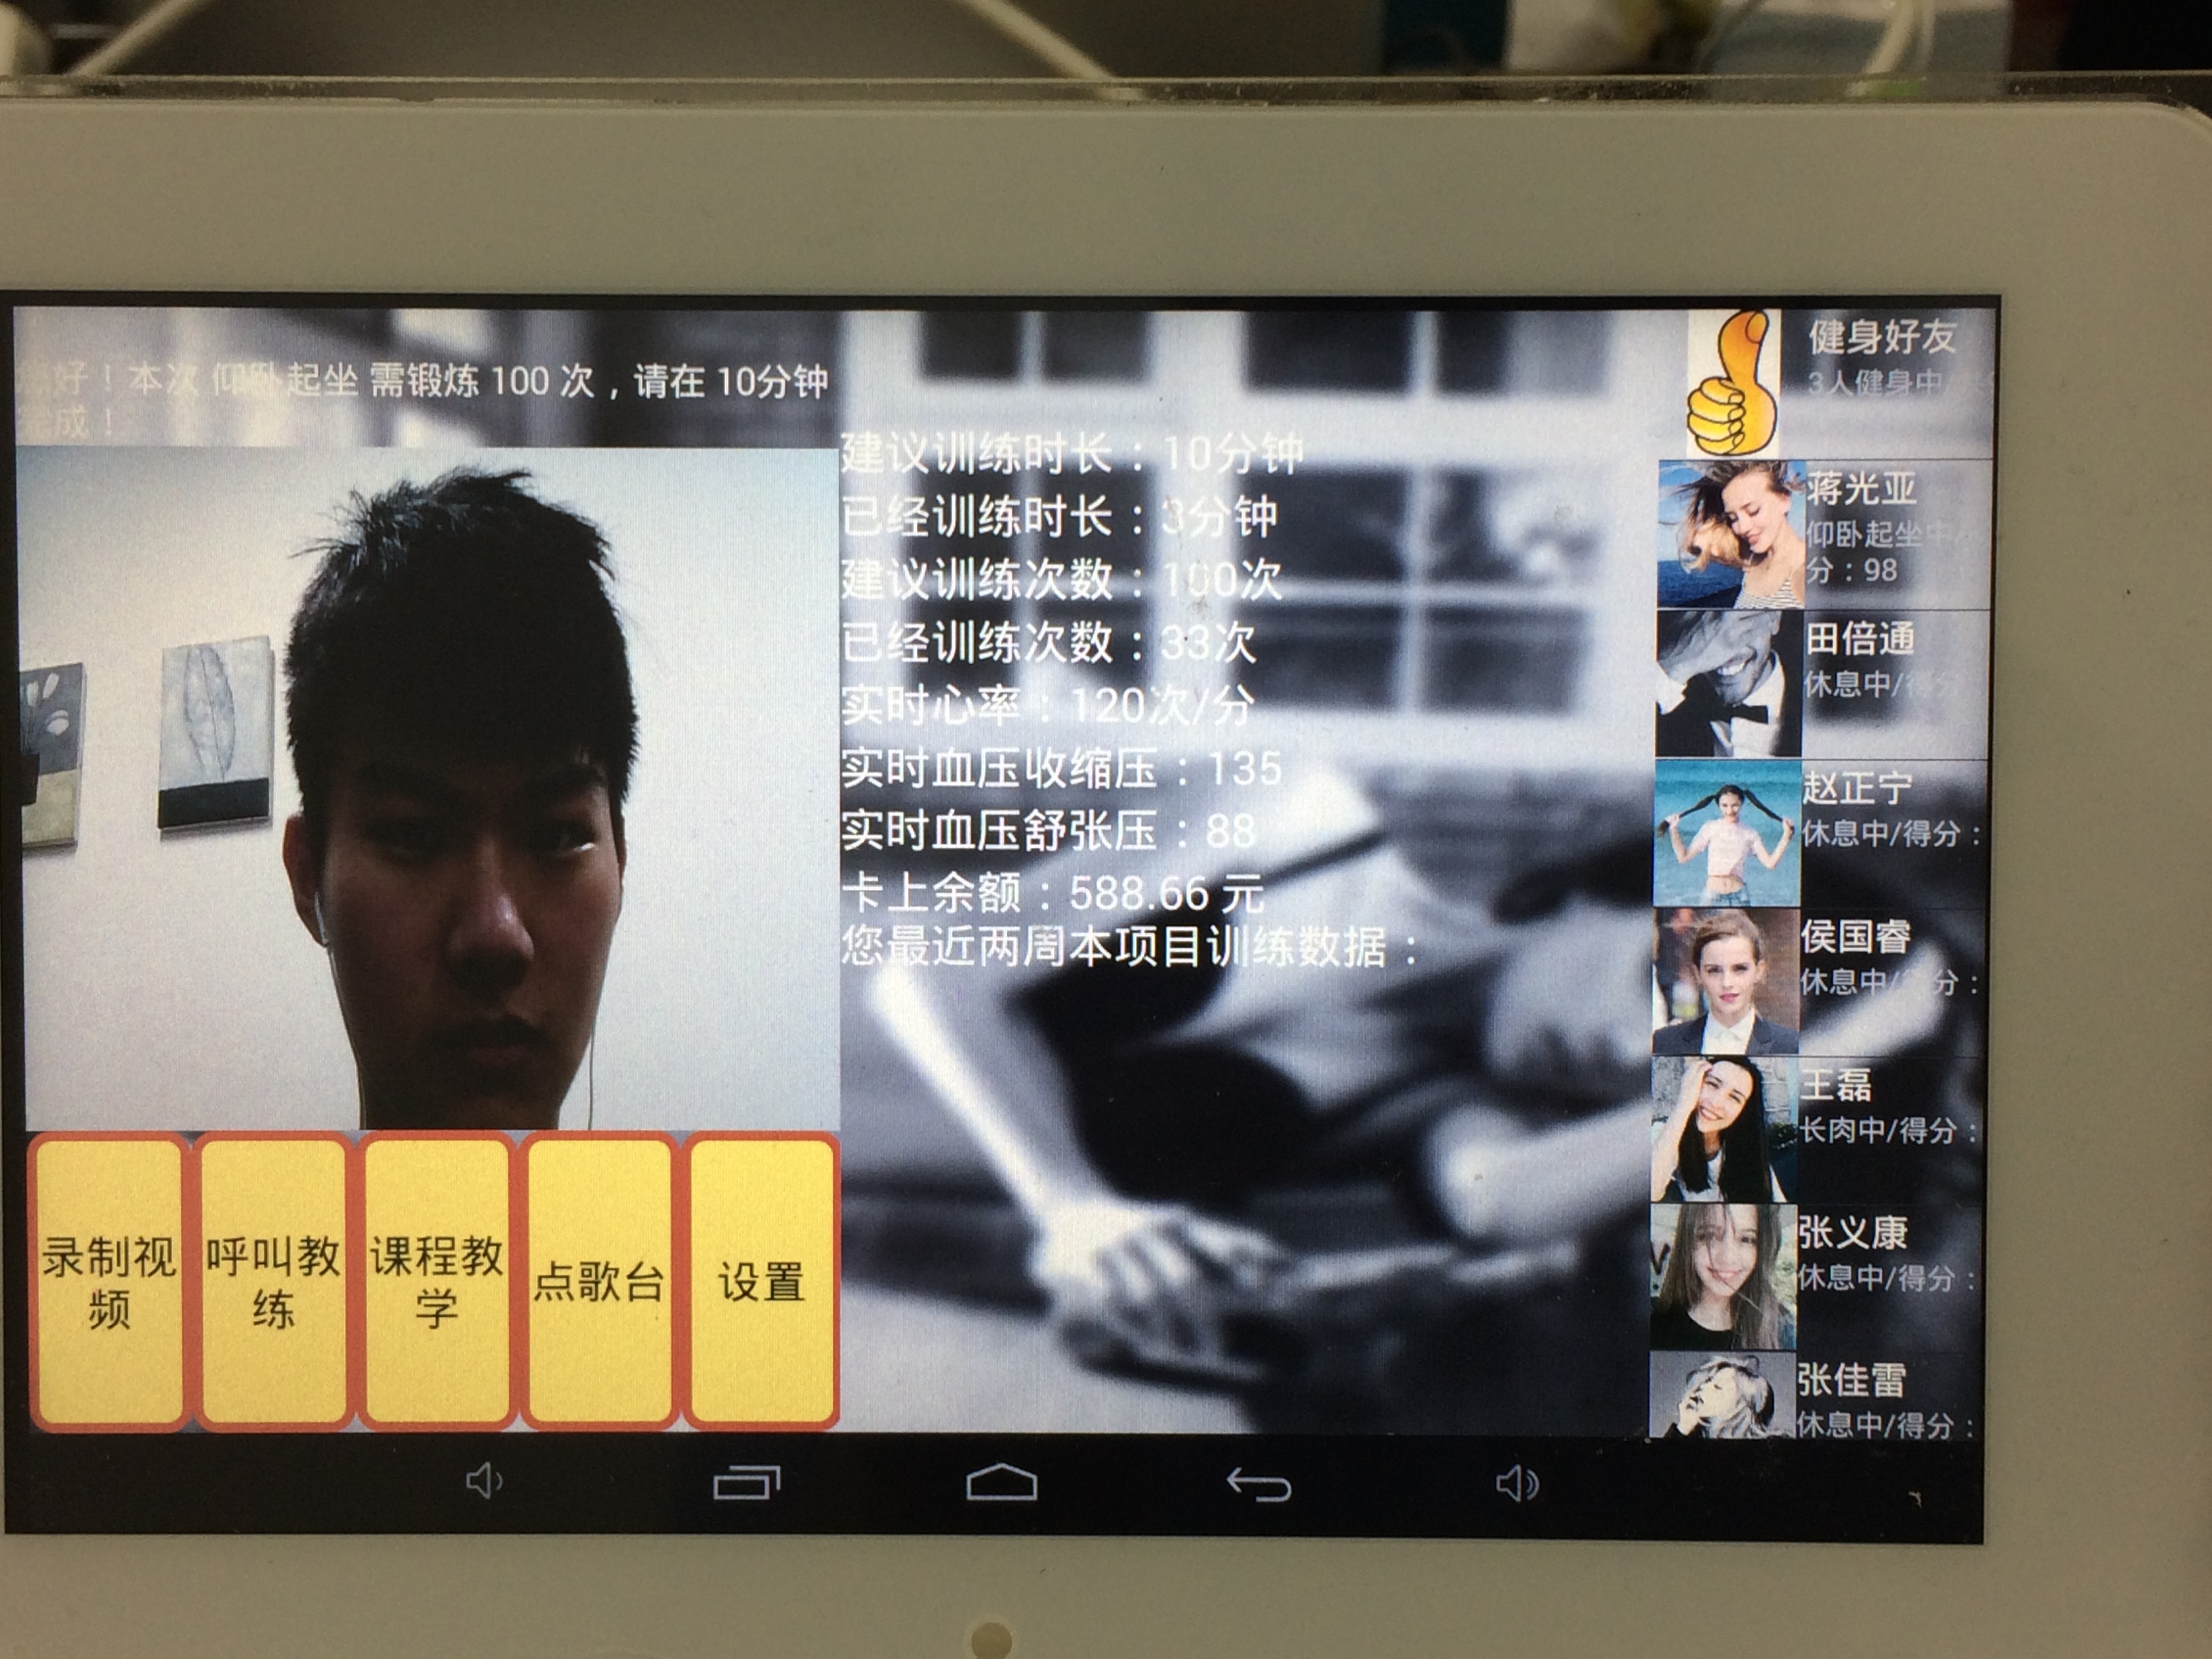 好！本次 仰卧起坐 需锻炼 100 次，请在 10分钟
完成！
建议训练时长：10分钟
已经训练时长：3分钟
建议训练次数：100次
已经训练次数：33次
实时心率：120次/分
实时血压收缩压：135
实时血压舒张压：88
卡上余额：588.66 元
您最近两周本项目训练数据：
录制视
频
呼叫教
练
课程教
学
点歌台
设置
健身好友
3人健身中/
蒋光亚
仰卧起坐中/
分：98
田倍通
休息中/得分
赵正宁
休息中/得分：
侯国睿
休息中/得分：
王磊
长肉中/得分：
张义康
休息中/得分：
张佳雷
休息中/得分：